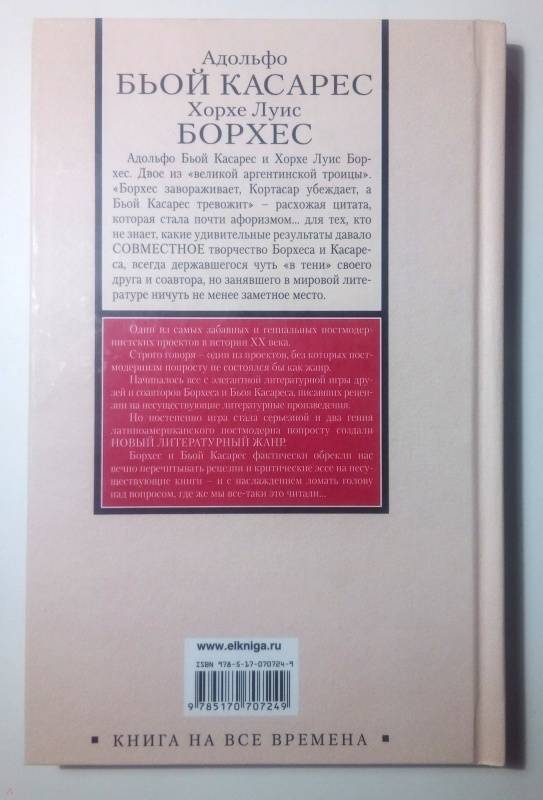 Адольфо
БЬОЙ КАСАРЕС
Хорхе Луис
БОРХЕС
Адольфо Бьой Касарес и Хорхе Луис Бор-
хес. Двое из «великой аргентинской троицы».
«Борхес завораживает, Кортасар убеждает, а
Бьой Касарес тревожит» – расхожая цитата,
которая стала почти афоризмом... для тех, кто
не знает, какие удивительные результаты давало
СОВМЕСТНОЕ творчество Борхеса и Касаре-
са, всегда державшегося чуть «в тени» своего
друга и соавтора, но занявшего в мировой лите-
ратуре ничуть не менее заметное место.
Один из самых забавных и гениальных постмодер-
нистских проектов в истории XX века.
Строго говоря – один из проектов, без которых пост-
модернизм попросту не состоялся бы как жанр.
Начиналось все с элегантной литературной игры дру-
зей и соавторов Борхеса и Бьоя Касареса, писавших рецен-
зии на несуществующие литературные произведения.
Но постепенно игра стала серьезной и два гения
латиноамериканского постмодерна попросту создали
НОВЫЙ ЛИТЕРАТУРНЫЙ ЖАНР.
Борхес и Бьой Касарес фактически обрекли нас
вечно перечитывать рецензии и критические эссе на несу-
ществующие книги – и с наслаждением ломать голову
над вопросом, где же мы все-таки это читали...
www.elkniga.ru
ISBN 978-5-17-070724-9
9 785170 707249
▪ КНИГА НА ВСЕ ВРЕМЕНА ▪